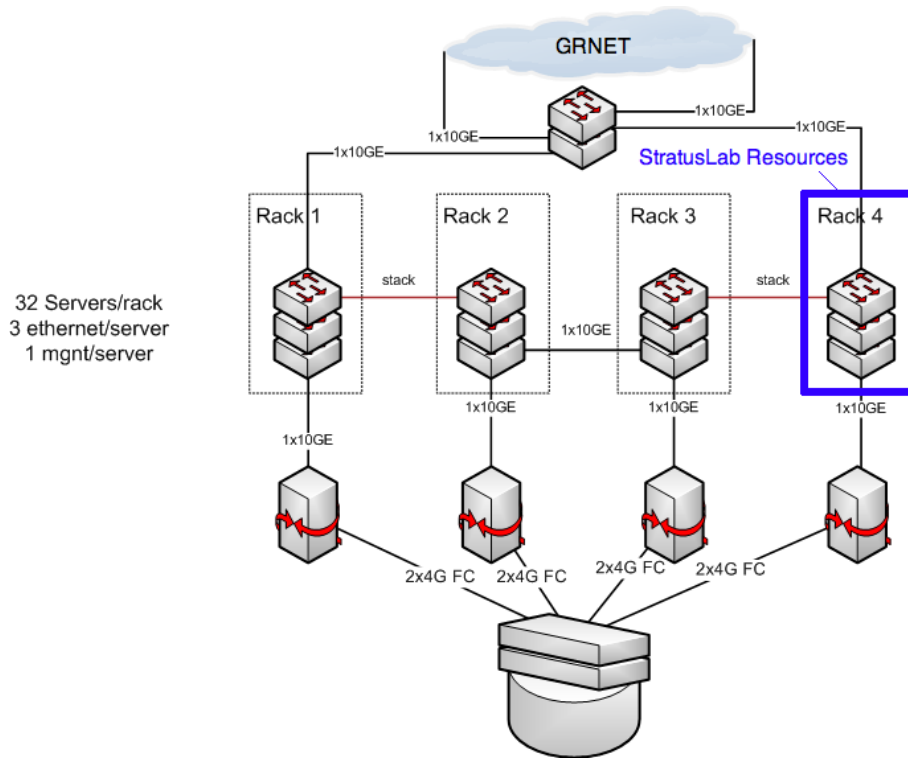 GRNET
1x10GE
1x10GE
1x10GE
1x10GE
StratusLab Resources
Rack 1
Rack 2
Rack 3
Rack 4
stack
stack
32 Servers/rack
3 ethernet/server
1 mgnt/server
1x10GE
1x10GE
1x10GE
1x10GE
1x10GE
2x4G FC
2x4G FC
2x4G FC
2x4G FC